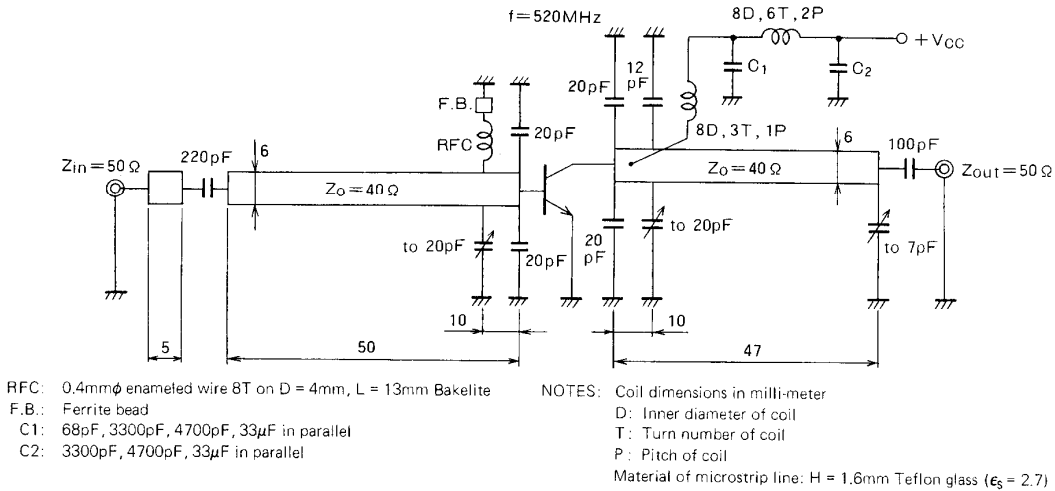 f=520MHz
8D, 6T, 2P
+VCC
C1
C2
20pF
12
pF
F.B.
RFC
20pF
8D, 3T, 1P
Zin=50Ω
220pF
6
Zo=40Ω
6
100pF
Zo=40Ω
Zout=50Ω
to 20pF
20pF
20
pF
to 20pF
to 7pF
10
10
5
50
47
RFC: 0.4mmφ enameled wire 8T on D = 4mm, L = 13mm Bakelite
F.B.: Ferrite bead
C1: 68pF, 3300pF, 4700pF, 33μF in parallel
C2: 3300pF, 4700pF, 33μF in parallel
NOTES: Coil dimensions in milli-meter
D: Inner diameter of coil
T: Turn number of coil
P: Pitch of coil
Material of microstrip line: H = 1.6mm Teflon glass (εs = 2.7)